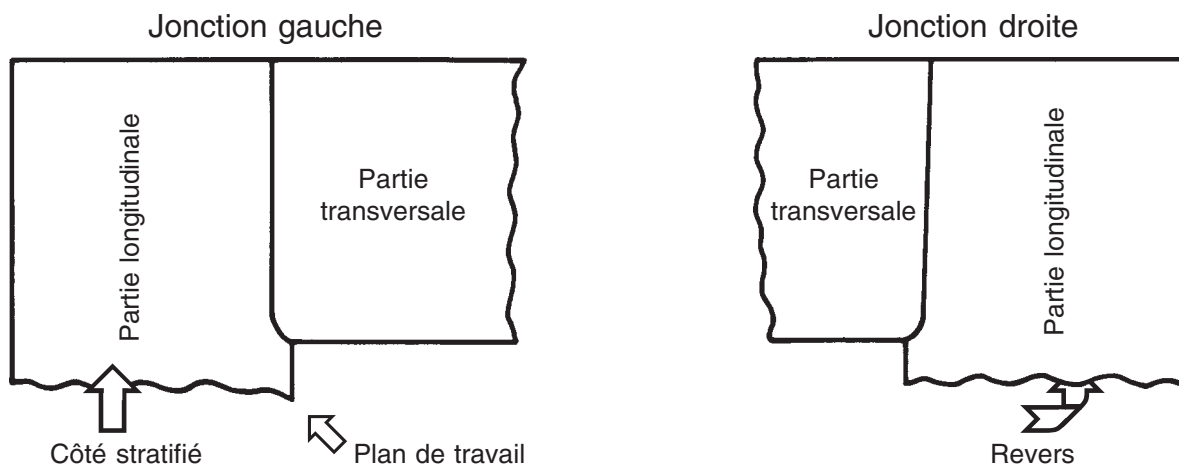 Jonction gauche
Partie longitudinale
Partie
transversale
Côté stratifié
Plan de travail
Jonction droite
Partie
transversale
Partie longitudinale
Revers